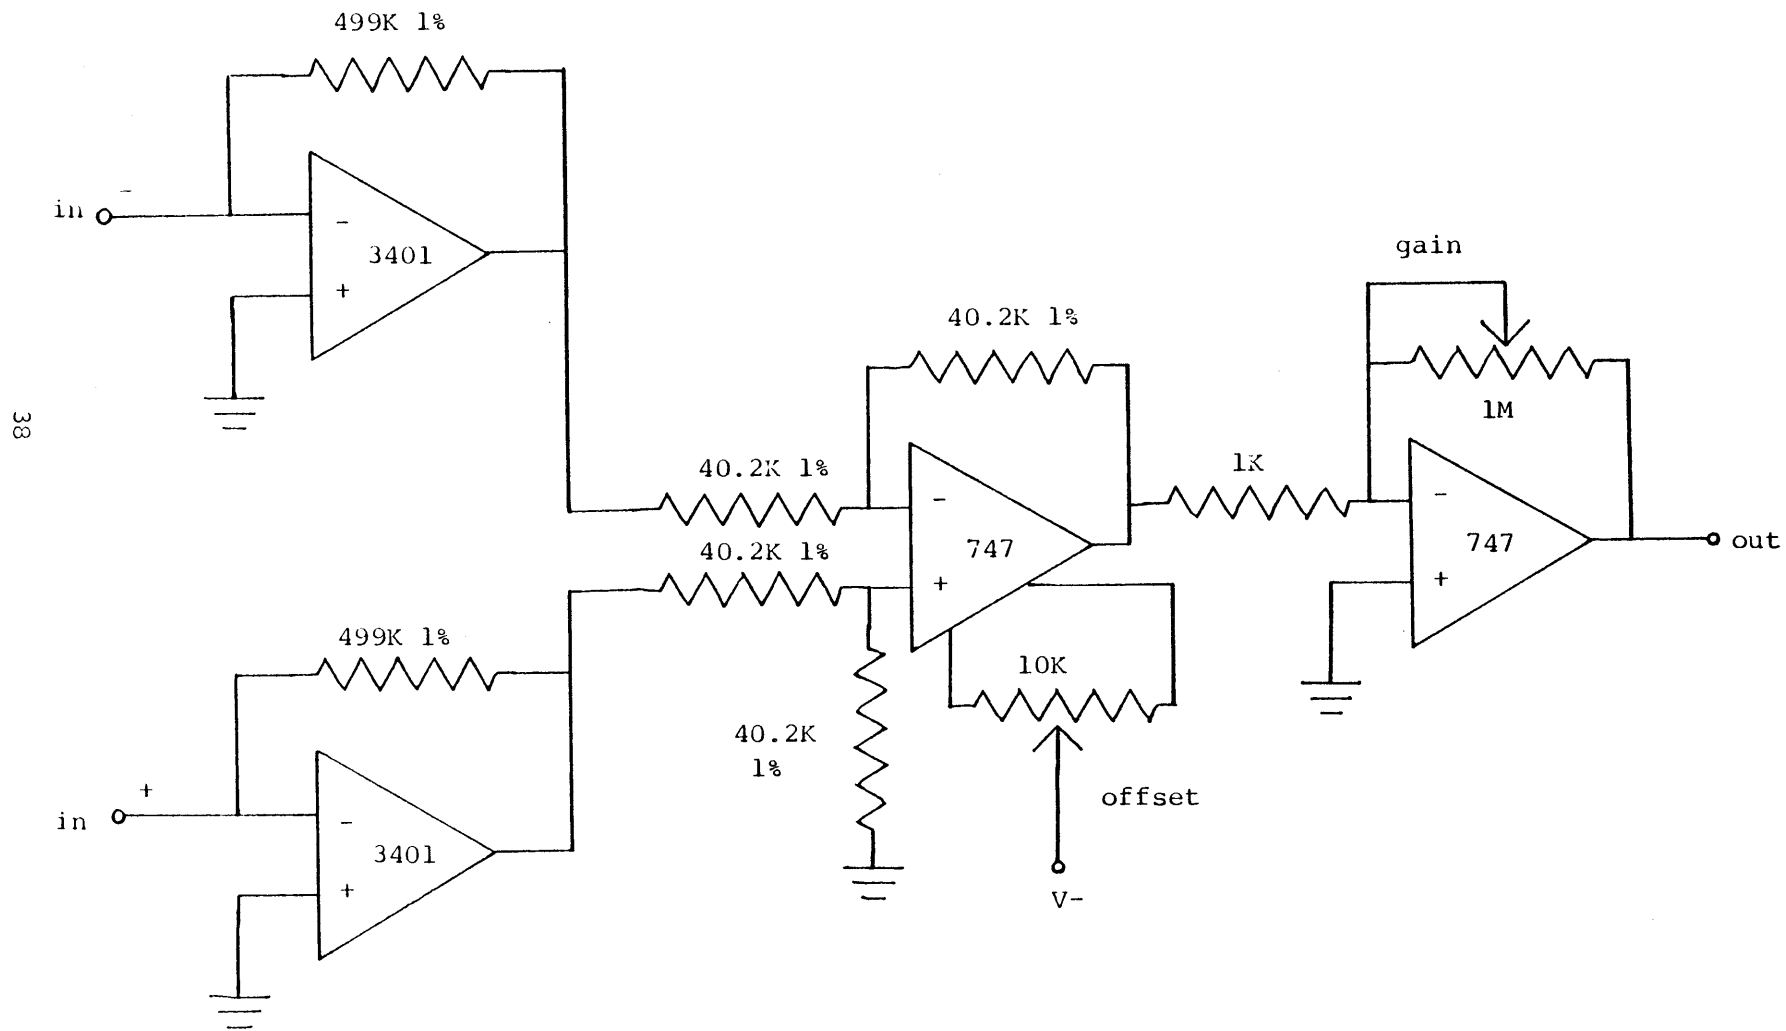 499K 1%
in -
-
3401
+
gain
40.2K 1%
38
1M
40.2K 1%
1K
-
747
+
-
747
+
40.2K 1%
499K 1%
10K
40.2K
1%
offset
in +
-
3401
+
V-
out